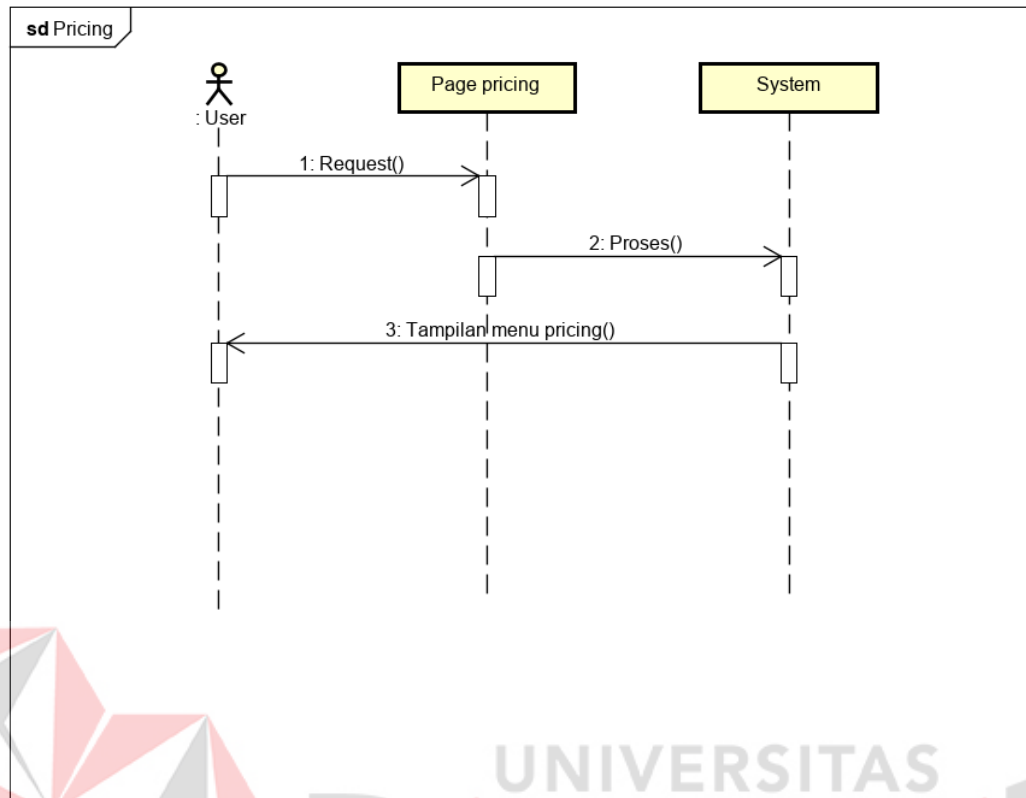 sd Pricing
: User
Page pricing
System
1: Request()
2: Proses()
3: Tampilan menu pricing()
UNIVERSITAS